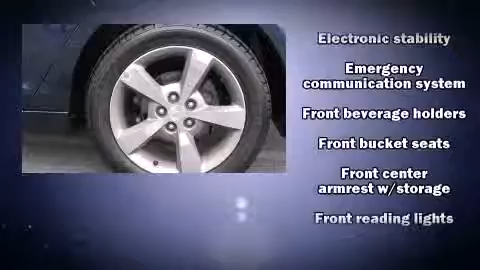 Electronic stability
Emergency
communication system
Front beverage holders
Front bucket seats
Front center
armrest w/storage
Front reading lights